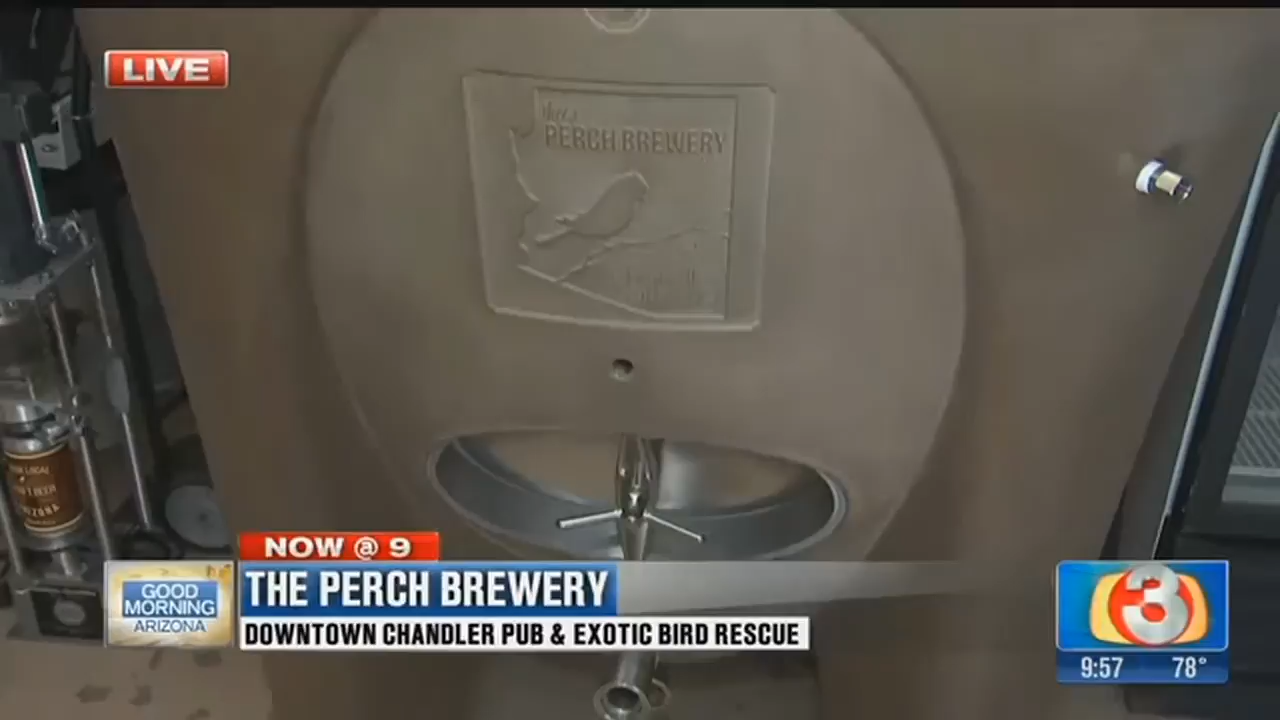 LIVE
PERCH BREWERY
LOCAL
NOW @ 9
GOOD
MORNING
ARIZONA
THE PERCH BREWERY
DOWNTOWN CHANDLER PUB & EXOTIC BIRD RESCUE
3
9:57 78°